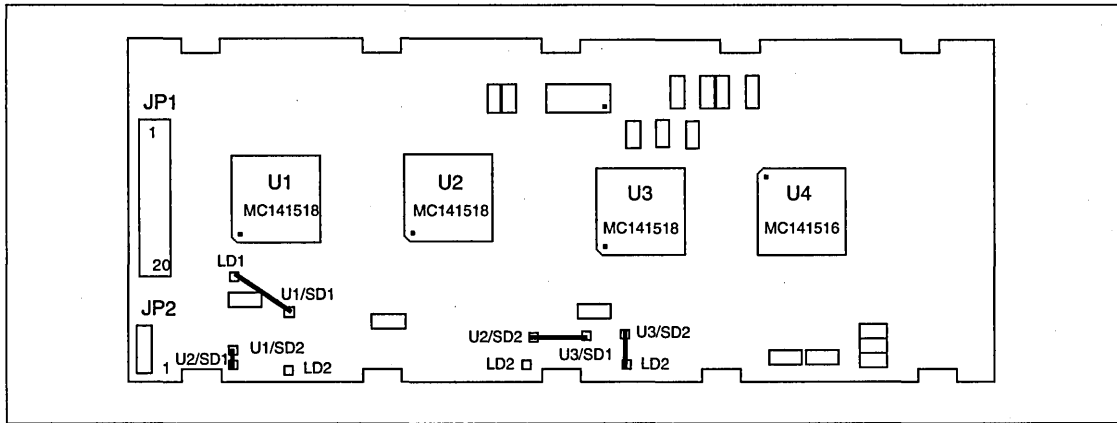 JP1
1
20
U1
MC141518
U2
MC141518
U3
MC141518
U4
MC141516
LD1
U1/SD1
JP2
1
U2/SD1
U1/SD2
LD2
U2/SD2
LD2
U3/SD1
U3/SD2
LD2